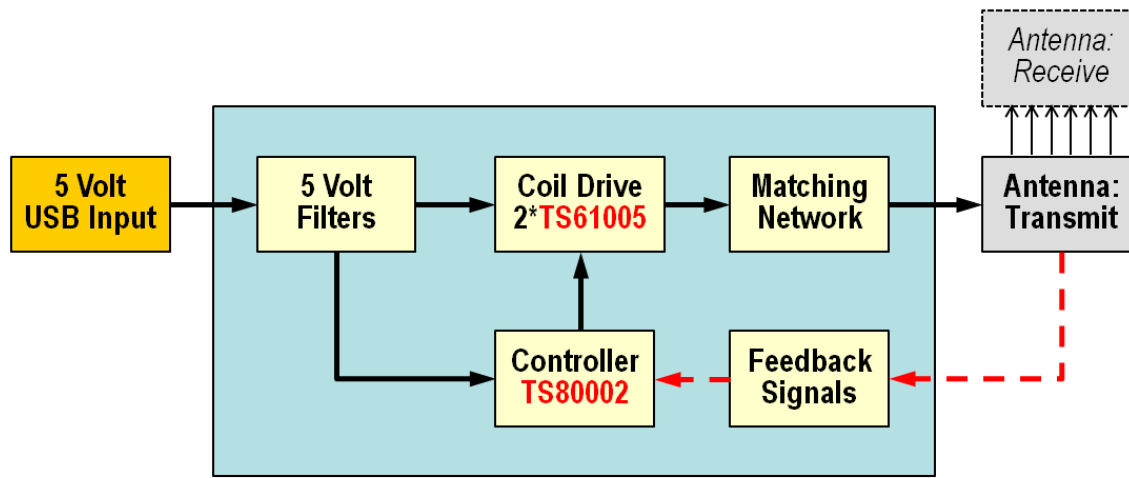 Antenna:
Receive
5 Volt
USB Input
5 Volt
Filters
Coil Drive
2*TS61005
Matching
Network
Antenna:
Transmit
Controller
TS80002
Feedback
Signals